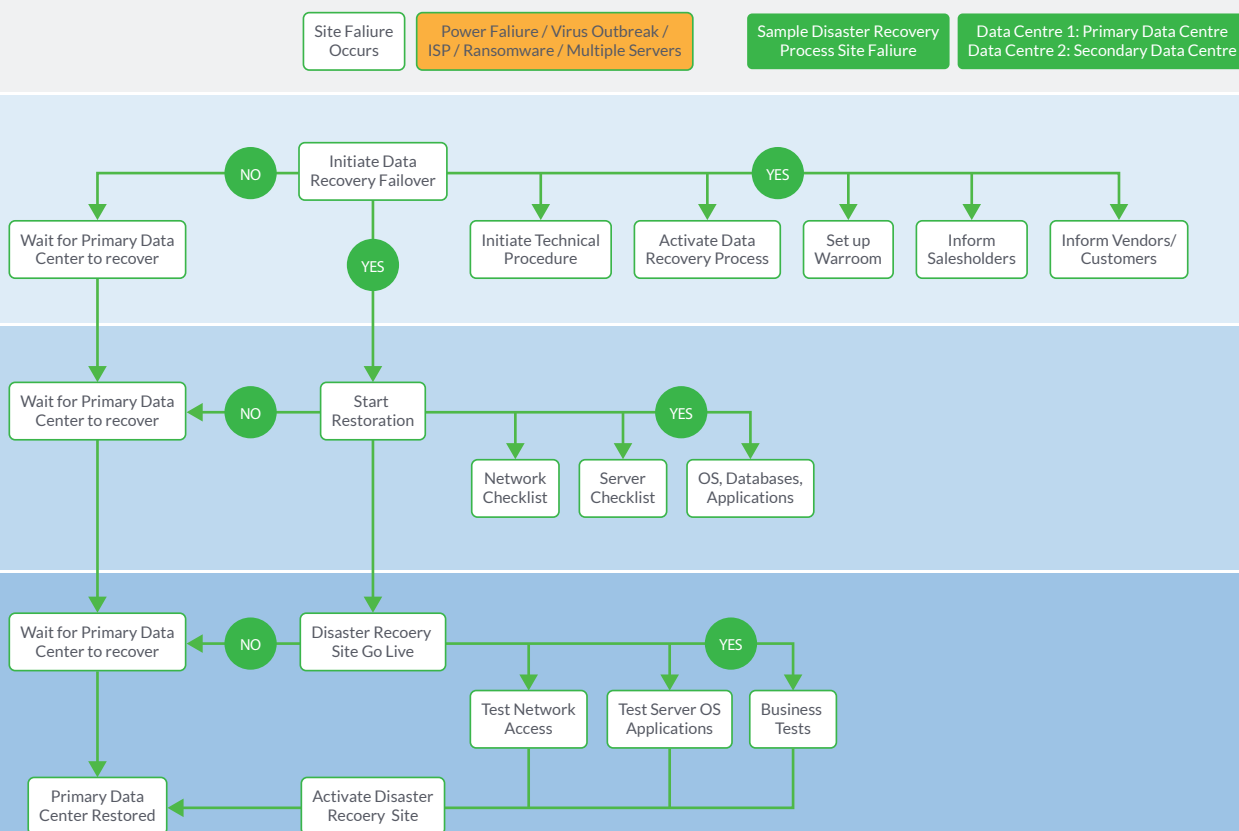 Site Faliure
Occurs
Power Faliure / Virus Outbreak /
ISP / Ransomware / Multiple Servers
Sample Disaster Recovery
Process Site Faliure
Data Centre 1: Primary Data Centre
Data Centre 2: Secondary Data Centre
NO
Initiate Data
Recovery Failover
YES
Wait for Primary Data
Center to recover
YES
Initiate Technical
Procedure
Activate Data
Recovery Process
Set up
Warroom
Inform
Salesholders
Inform Vendors/
Customers
Wait for Primary Data
Center to recover
NO
Start
Restoration
YES
Network
Checklist
Server
Checklist
OS, Databases,
Applications
Wait for Primary Data
Center to recover
NO
Disaster Recoery
Site Go Live
YES
Test Network
Access
Test Server OS
Applications
Business
Tests
Primary Data
Center Restored
Activate Disaster
Recoery Site